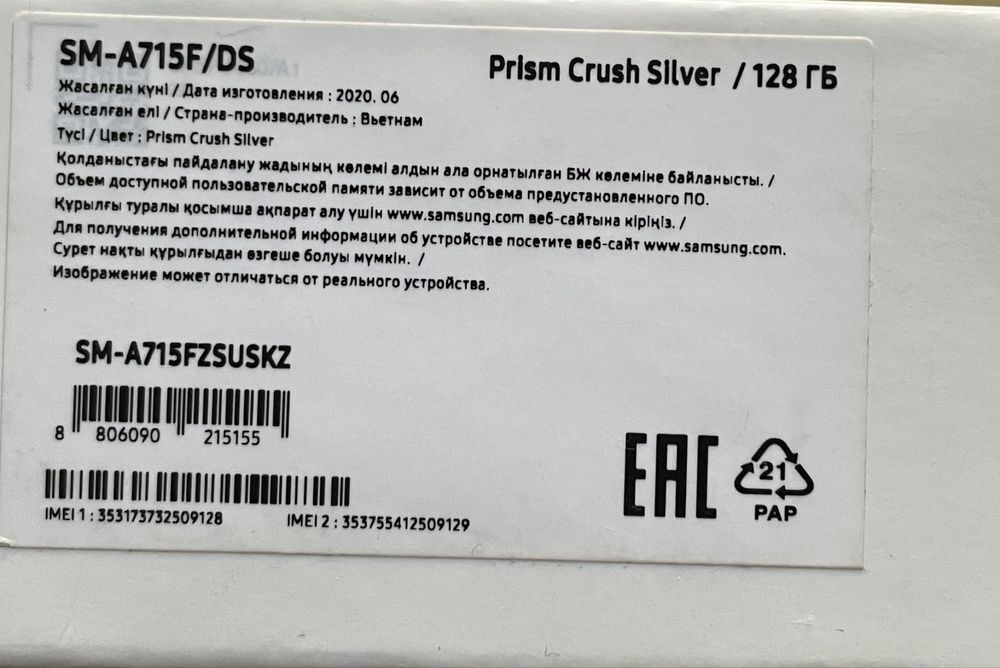 SM-A715F/DS
Prism Crush Silver / 128 ГБ
Жасалған күні / Дата изготовления : 2020. 06
Жасалған елі / Страна-производитель : Вьетнам
Түсі / Цвет : Prism Crush Silver
Қолданыстағы пайдалану жадының көлемі алдын ала орнатылған БЖ көлеміне байланысты. /
Объем доступной пользовательской памяти зависит от объема предустановленного ПО.
Құрылғы туралы қосымша ақпарат алу үшін www.samsung.com веб-сайтына кіріңіз. /
Для получения дополнительной информации об устройстве посетите веб-сайт www.samsung.com.
Сурет нақты құрылғыдан өзгеше болуы мүмкін. /
Изображение может отличаться от реального устройства.
SM-A715FZSUSKZ
8 806090 215155
IMEI 1 : 353173732509128 IMEI 2 : 353755412509129
EAC
21
PAP